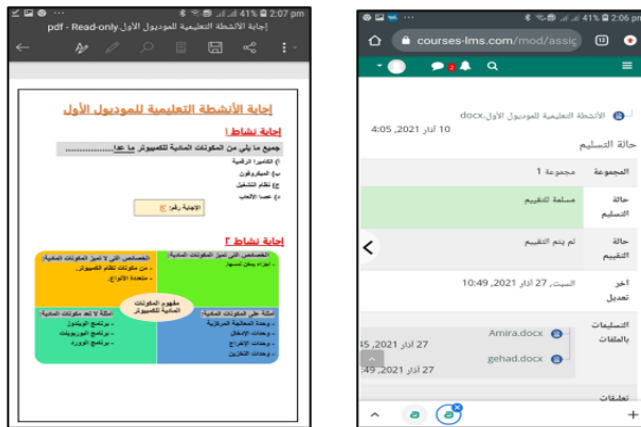 41% 2:07 pm
إجابة الأنشطة التعليمية للموديول الأول.pdf - Read-only
إجابة الأنشطة التعليمية للموديول الأول
إجابة نشاط ١
جميع ما يلي من المكونات المادية للكمبيوتر ما عدا..................
أ) الكاميرا الرقمية
ب) الميكروفون
ج) نظام التشغيل
د) عصا الألعاب
الإجابة رقم: ج
إجابة نشاط ٢
الخصائص التي تميز المكونات المادية:
- أجزاء يمكن لمسها.
الخصائص التي لا تميز المكونات المادية:
- من مكونات نظام الكمبيوتر.
- متعددة الأنواع.
مفهوم المكونات المادية للكمبيوتر
أمثلة على المكونات المادية:
- وحدة المعالجة المركزية
- وحدات الإدخال
- وحدات الإخراج
- وحدات التخزين
أمثلة لا تعد مكونات المادية:
- برنامج الويندوز
- برنامج البوربوينت
- برنامج الوورد
41% 2:06 pm
courses-lms.com/mod/assig
2
الأنشطة التعليمية للموديول الأول.docx
10 آذار 2021, 4:05
حالة التسليم
المجموعة
مجموعة 1
حالة التسليم
مسلمة للتقييم
حالة التقييم
لم يتم التقييم
آخر تعديل
السبت, 27 آذار 2021, 10:49
التسليمات بالملفات
Amira.docx
27 آذار 2021,
gehad.docx
27 آذار 2021,
تعليقات